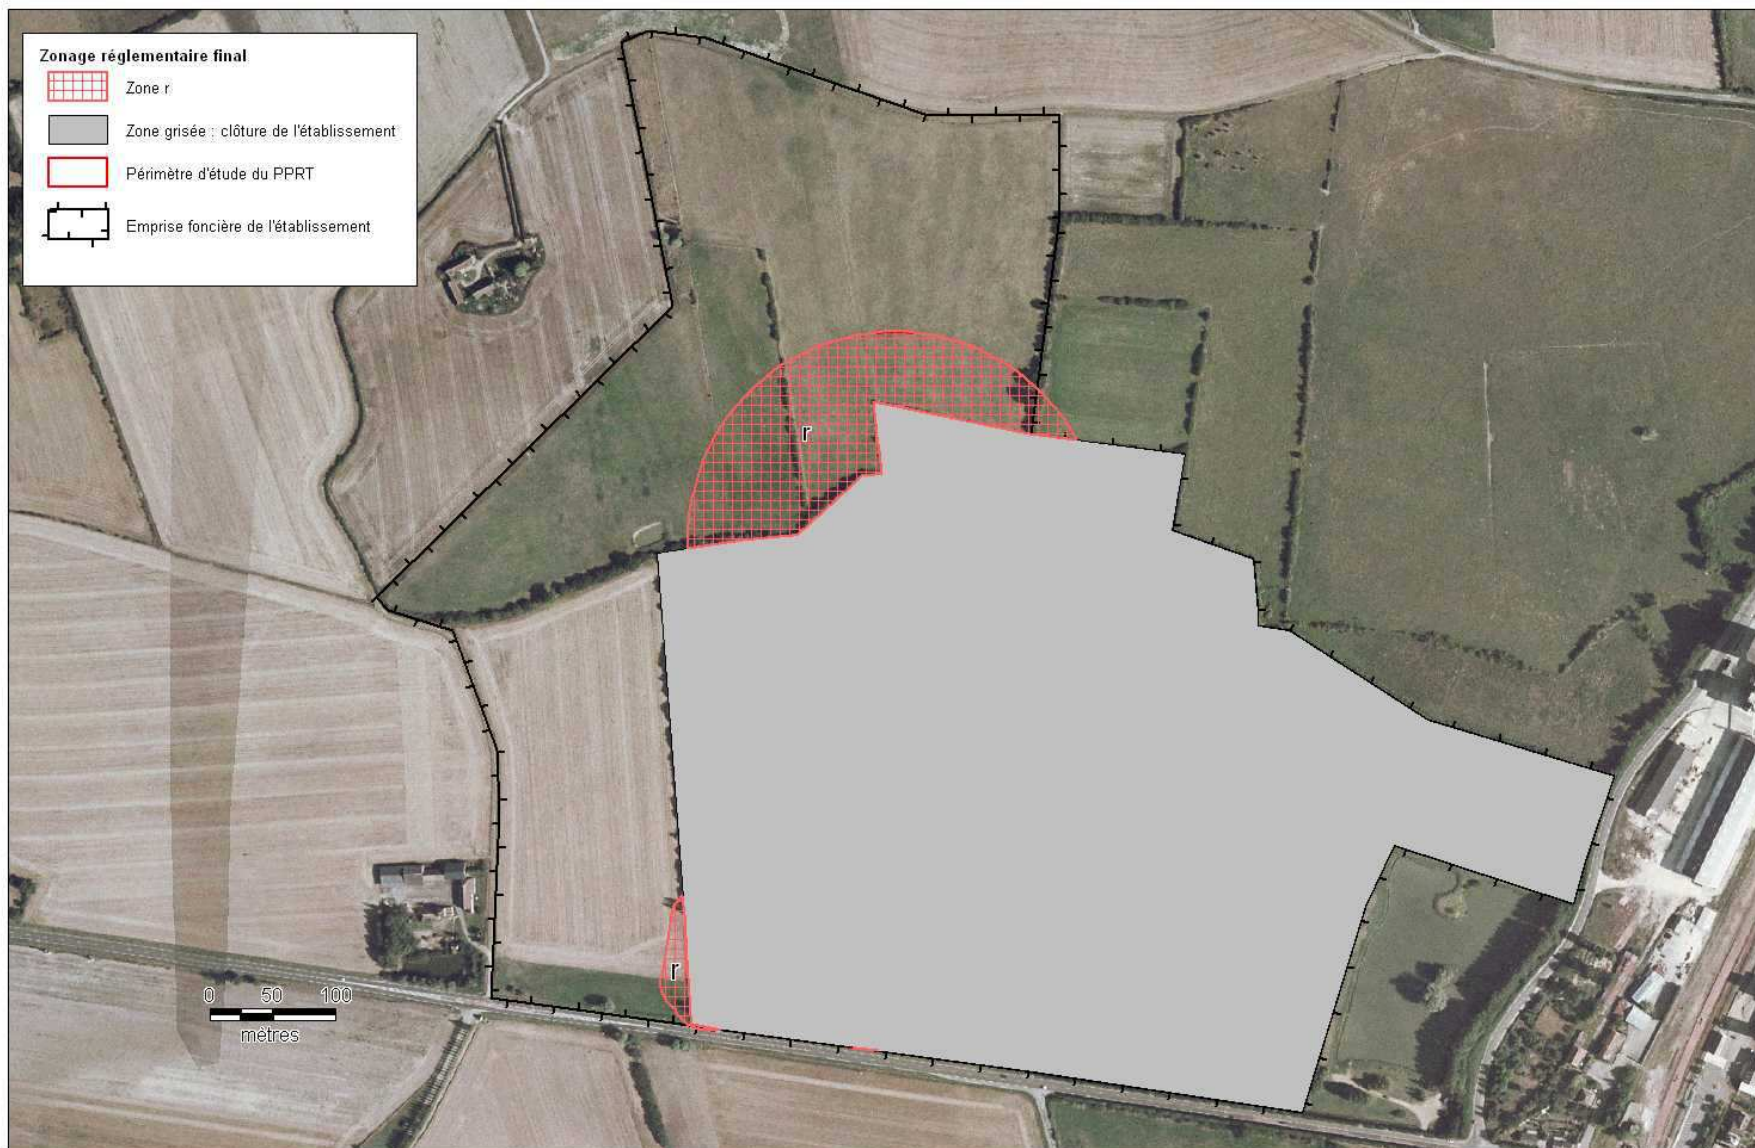 Zonage réglementaire final
Zone r
Zone grisée : clôture de l'établissement
Périmètre d'étude du PPRT
Emprise foncière de l'établissement
r
r
0 50 100
mètres